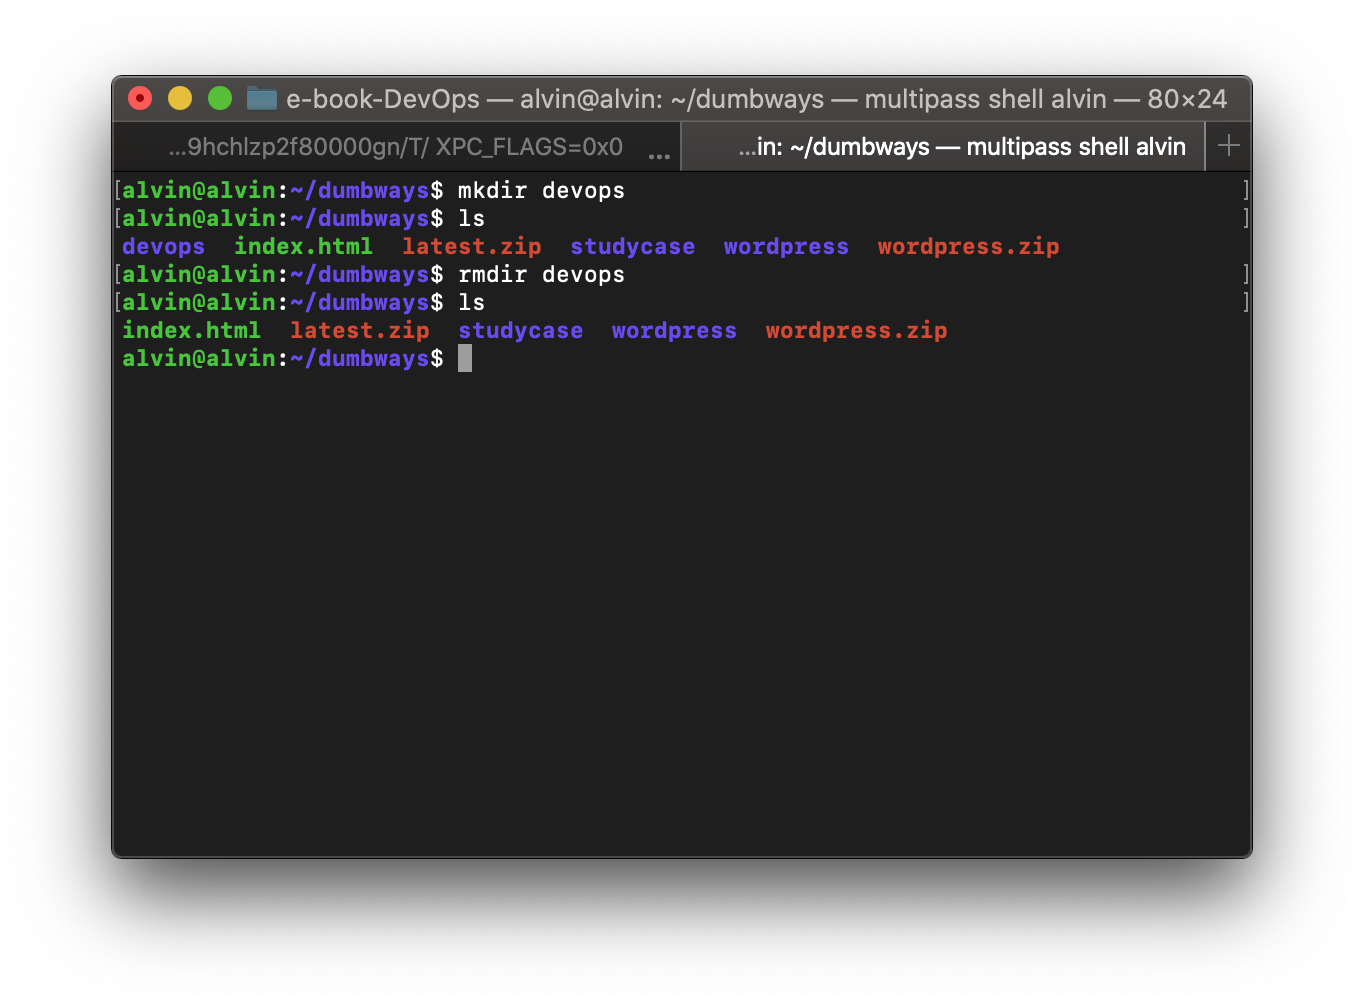 e-book-DevOps — alvin@alvin: ~/dumbways — multipass shell alvin — 80×24
...9hchlzp2f80000gn/T/ XPC_FLAGS=0x0 ...
...in: ~/dumbways — multipass shell alvin +
[alvin@alvin:~/dumbways$ mkdir devops ]
[alvin@alvin:~/dumbways$ ls ]
devops  index.html  latest.zip  studycase  wordpress  wordpress.zip
[alvin@alvin:~/dumbways$ rmdir devops ]
[alvin@alvin:~/dumbways$ ls ]
index.html  latest.zip  studycase  wordpress  wordpress.zip
alvin@alvin:~/dumbways$